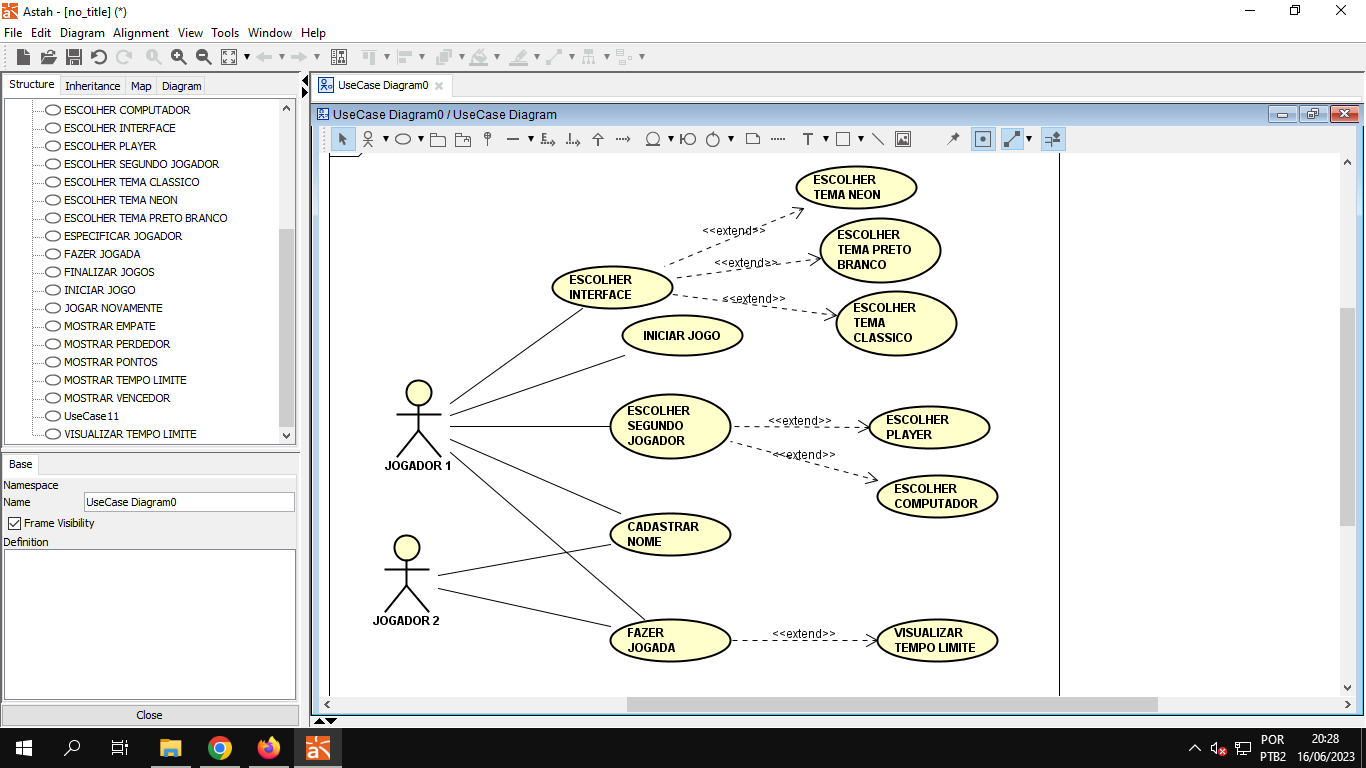 Astah - [no_title] (*)
File Edit Diagram Alignment View Tools Window Help
Structure Inheritance Map Diagram
ESCOLHER COMPUTADOR
ESCOLHER INTERFACE
ESCOLHER PLAYER
ESCOLHER SEGUNDO JOGADOR
ESCOLHER TEMA CLASSICO
ESCOLHER TEMA NEON
ESCOLHER TEMA PRETO BRANCO
ESPECIFICAR JOGADOR
FAZER JOGADA
FINALIZAR JOGOS
INICIAR JOGO
JOGAR NOVAMENTE
MOSTRAR EMPATE
MOSTRAR PERDEDOR
MOSTRAR PONTOS
MOSTRAR TEMPO LIMITE
MOSTRAR VENCEDOR
UseCase11
VISUALIZAR TEMPO LIMITE
Base
Namespace
Name UseCase Diagram0
Frame Visibility
Definition
Close
UseCase Diagram0
UseCase Diagram0 / UseCase Diagram
T
ESCOLHER
TEMA NEON
<<extend>>
ESCOLHER
TEMA PRETO
BRANCO
<<extend>>
ESCOLHER
INTERFACE
<<extend>>
ESCOLHER
TEMA
CLASSICO
INICIAR JOGO
JOGADOR 1
ESCOLHER
SEGUNDO
JOGADOR
<<extend>>
ESCOLHER
PLAYER
<<extend>>
ESCOLHER
COMPUTADOR
CADASTRAR
NOME
JOGADOR 2
FAZER
JOGADA
<<extend>>
VISUALIZAR
TEMPO LIMITE
POR
PTB2
20:28
16/06/2023